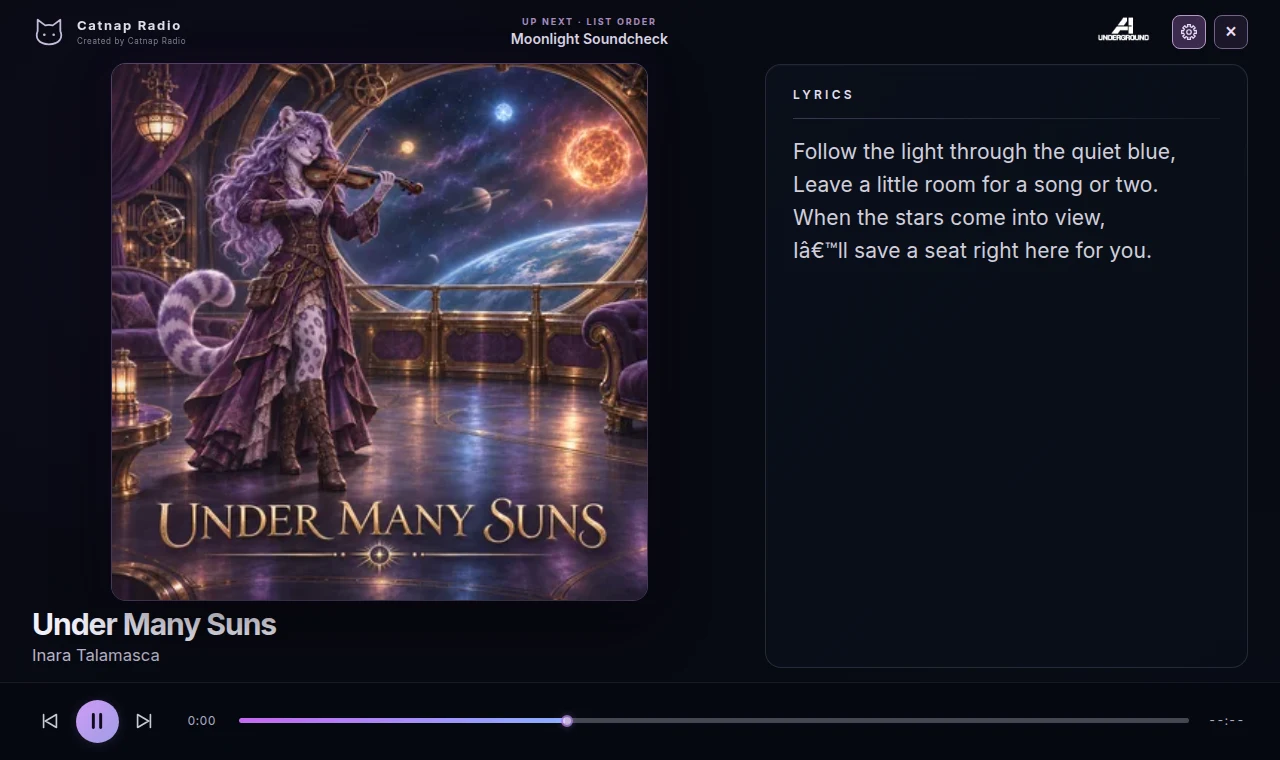 Catnap Radio
Created by Catnap Radio
UP NEXT · LIST ORDER
Moonlight Soundcheck
AI
UNDERGROUND
LYRICS
Follow the light through the quiet blue,
Leave a little room for a song or two.
When the stars come into view,
Iâ€™ll save a seat right here for you.
UNDER MANY SUNS
Under Many Suns
Inara Talamasca
0:00
--:--